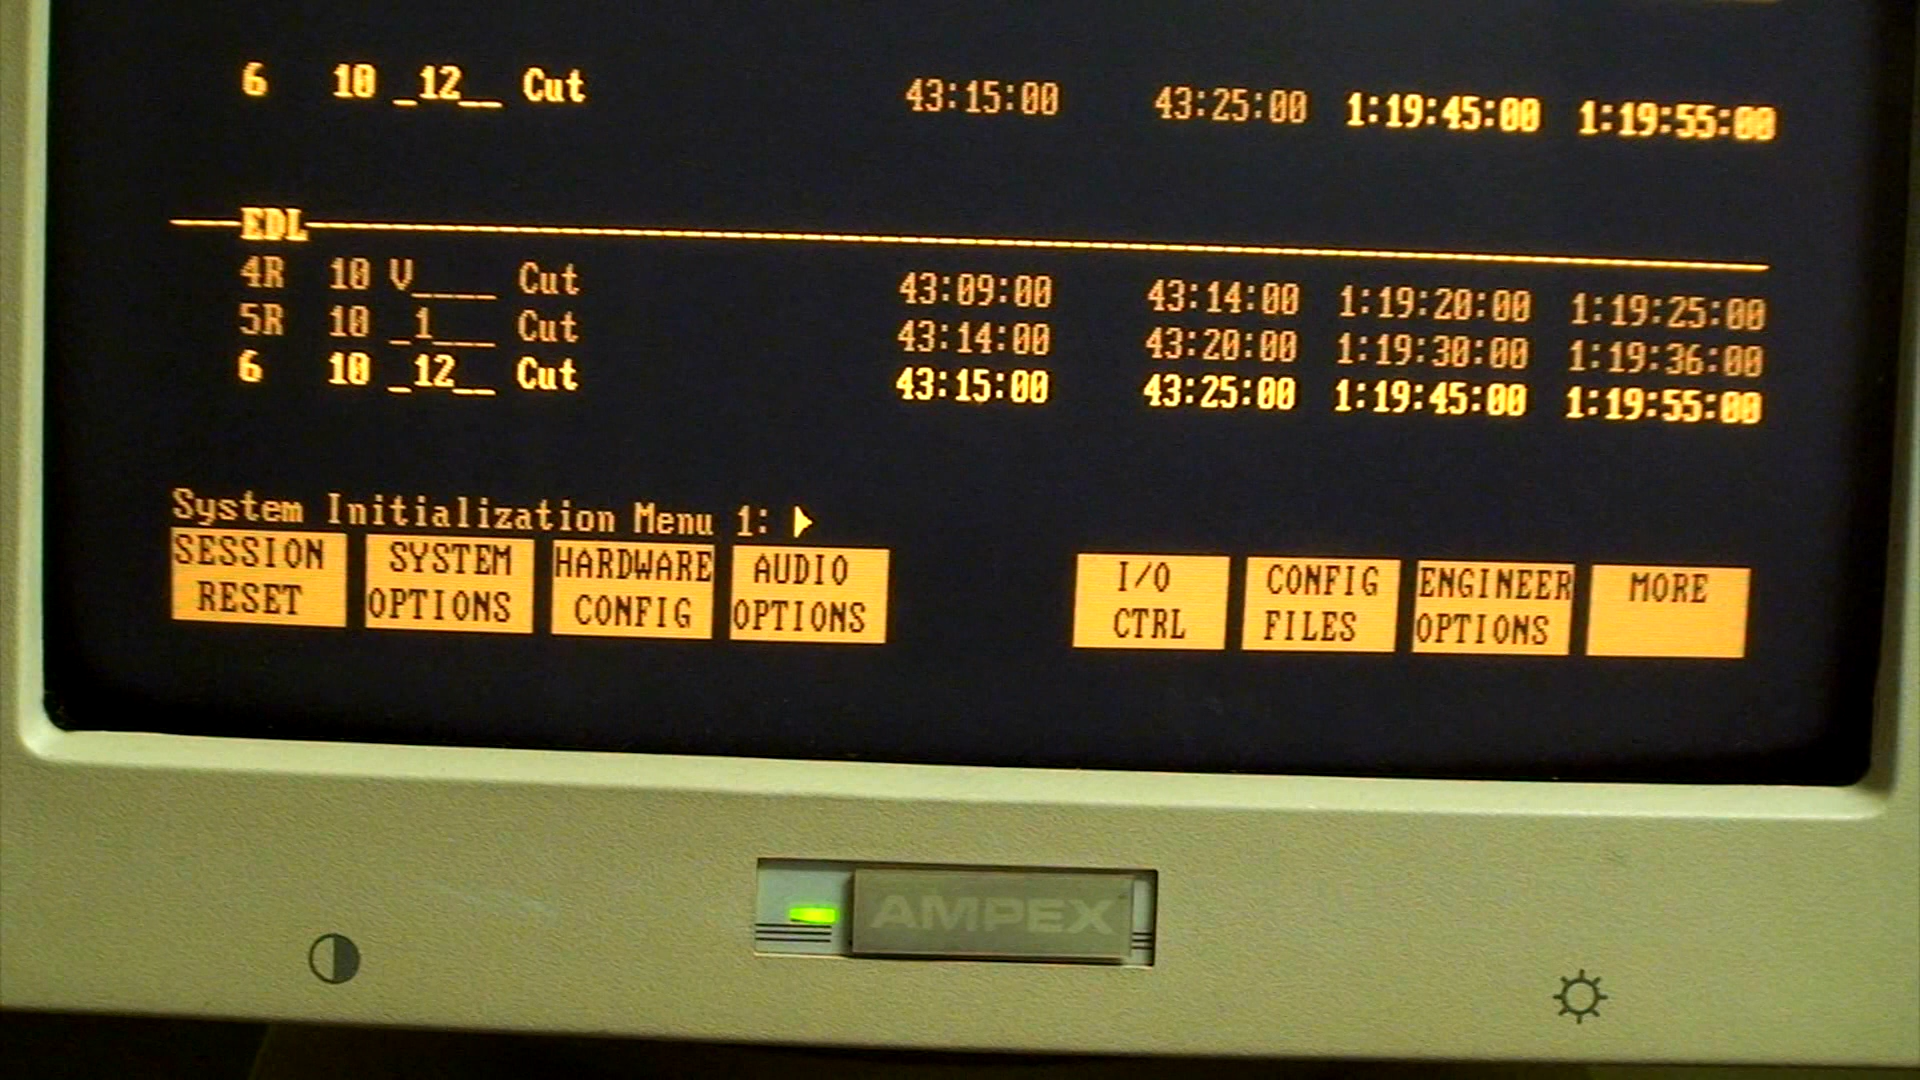 6 10 _12__ Cut 43:15:00 43:25:00 1:19:45:00 1:19:55:00
EDL
4R 10 V____ Cut 43:09:00 43:14:00 1:19:20:00 1:19:25:00
5R 10 _1___ Cut 43:14:00 43:20:00 1:19:30:00 1:19:36:00
6 10 _12__ Cut 43:15:00 43:25:00 1:19:45:00 1:19:55:00
System Initialization Menu 1:
SESSION SYSTEM HARDWARE AUDIO I/O CONFIG ENGINEER MORE
RESET OPTIONS CONFIG OPTIONS CTRL FILES OPTIONS
AMPEX